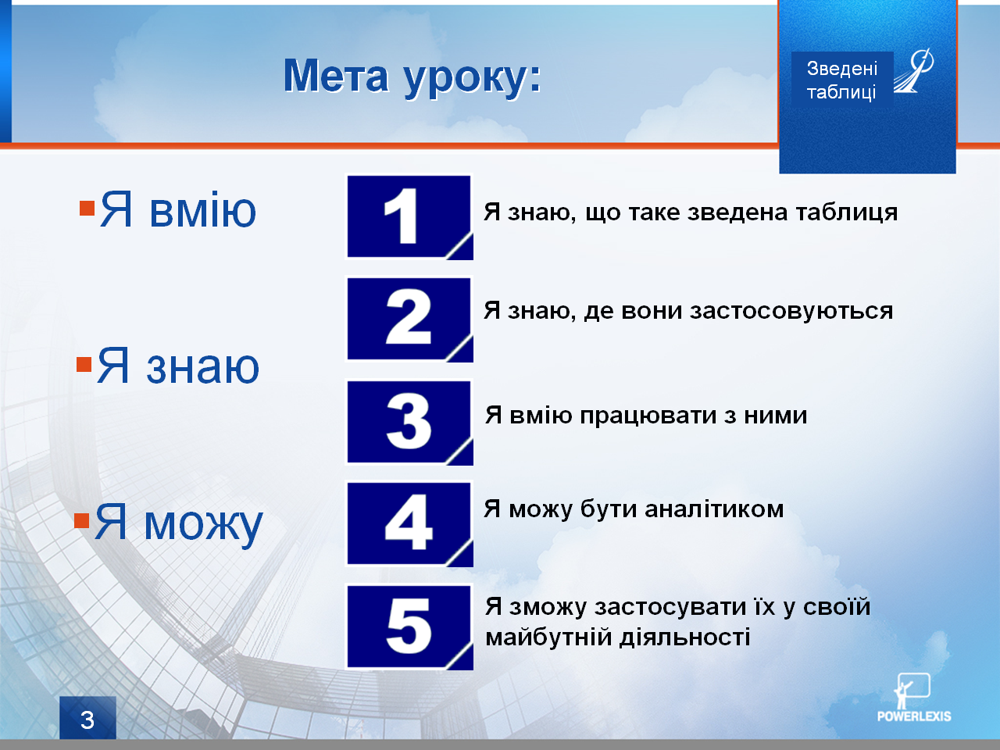 Мета уроку:
Зведені
таблиці
Я вмію
Я знаю
Я можу
1
Я знаю, що таке зведена таблиця
2
Я знаю, де вони застосовуються
3
Я вмію працювати з ними
4
Я можу бути аналітиком
5
Я зможу застосувати їх у своїй
майбутній діяльності
3
POWERLEXIS